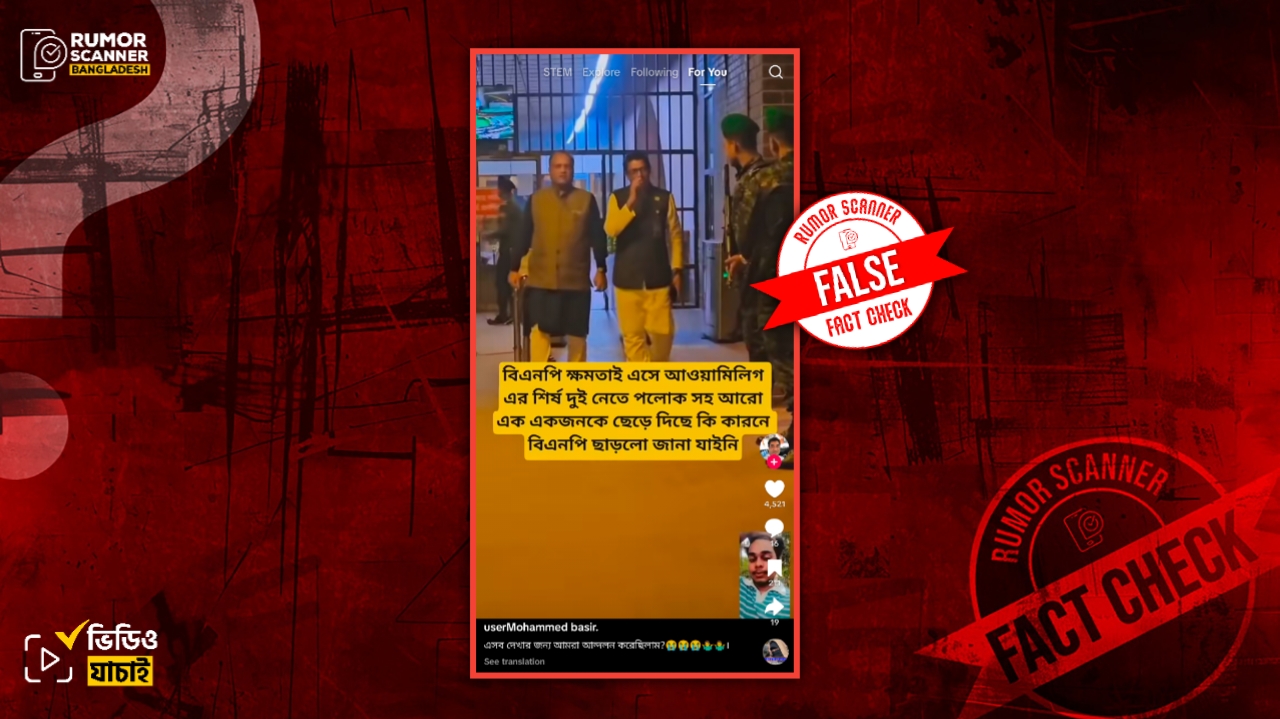 RUMOR
SCANNER
BANGLADESH
STEM Explore Following For You
RUMOR SCANNER
FALSE
FACT CHECK
বিএনপি ক্ষমতাই এসে আওয়ামিলিগ
এর শির্ষ দুই নেতে পলোক সহ আরো
এক একজনকে ছেড়ে দিছে কি কারনে
বিএনপি ছাড়লো জানা যাইনি
4,521
19
userMohammed basir.
এসব দেখার জন্য আমরা আন্দলন করেছিলাম?😭😭😭🤷‍♂️🤷‍♂️।
See translation
ভিডিও
যাচাই
RUMOR SCANNER
FACT CHECK